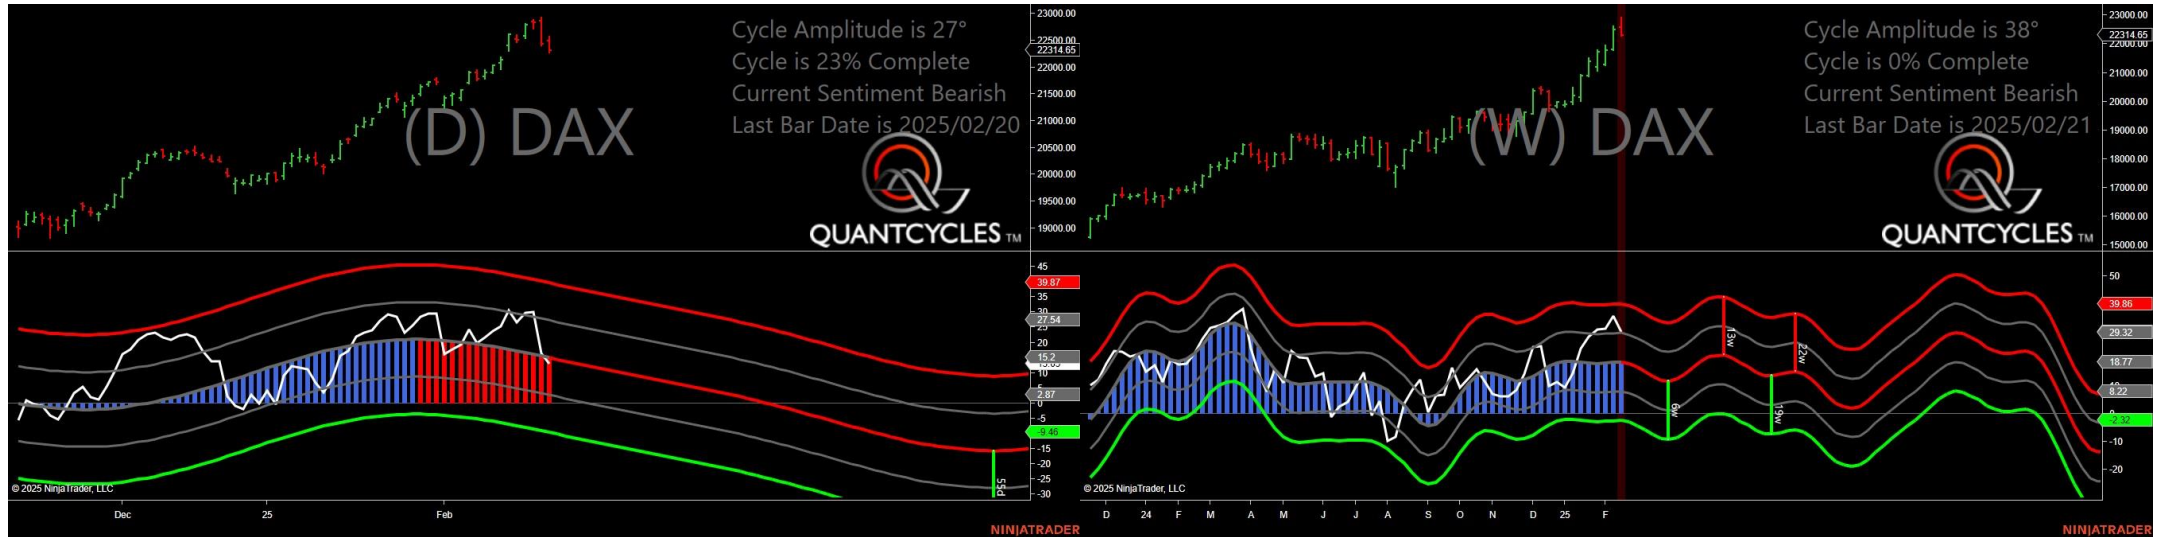 Cycle Amplitude is 27°
Cycle is 23% Complete
Current Sentiment Bearish
Last Bar Date is 2025/02/20
(D) DAX
QUANTCYCLES TM
23000.00
22500.00
22314.65
22000.00
21500.00
21000.00
20500.00
20000.00
19500.00
19000.00
45
39.87
35
27.54
25
20
15.2
10
5
2.87
0
-5
-9.46
-15
-20
-25
-30
55d
© 2025 NinjaTrader, LLC
Dec 25 Feb
NINJATRADER
Cycle Amplitude is 38°
Cycle is 0% Complete
Current Sentiment Bearish
Last Bar Date is 2025/02/21
(W) DAX
QUANTCYCLES TM
23000.00
22314.65
22000.00
21000.00
20000.00
19000.00
18000.00
17000.00
16000.00
15000.00
50
39.86
29.32
18.77
8.22
-2.32
-10
-20
13w
22w
6w
19w
© 2025 NinjaTrader, LLC
D 24 F M A M J J A S O N D 25 F
NINJATRADER